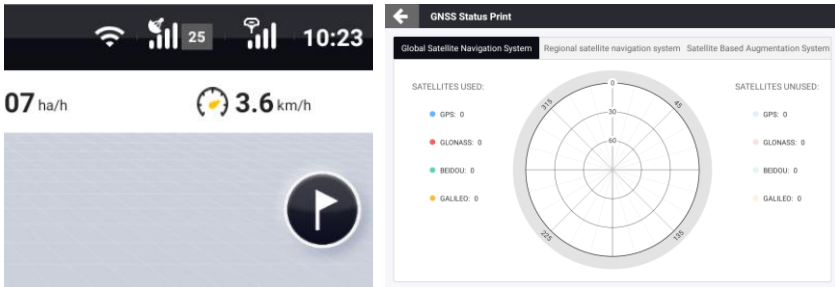 25
10:23
07 ha/h
3.6 km/h
GNSS Status Print
Global Satellite Navigation System
Regional satellite navigation system
Satellite Based Augmentation System
SATELLITES USED:
GPS: 0
GLONASS: 0
BEIDOU: 0
GALILEO: 0
0
30
60
315
45
225
135
SATELLITES UNUSED:
GPS: 0
GLONASS: 0
BEIDOU: 0
GALILEO: 0